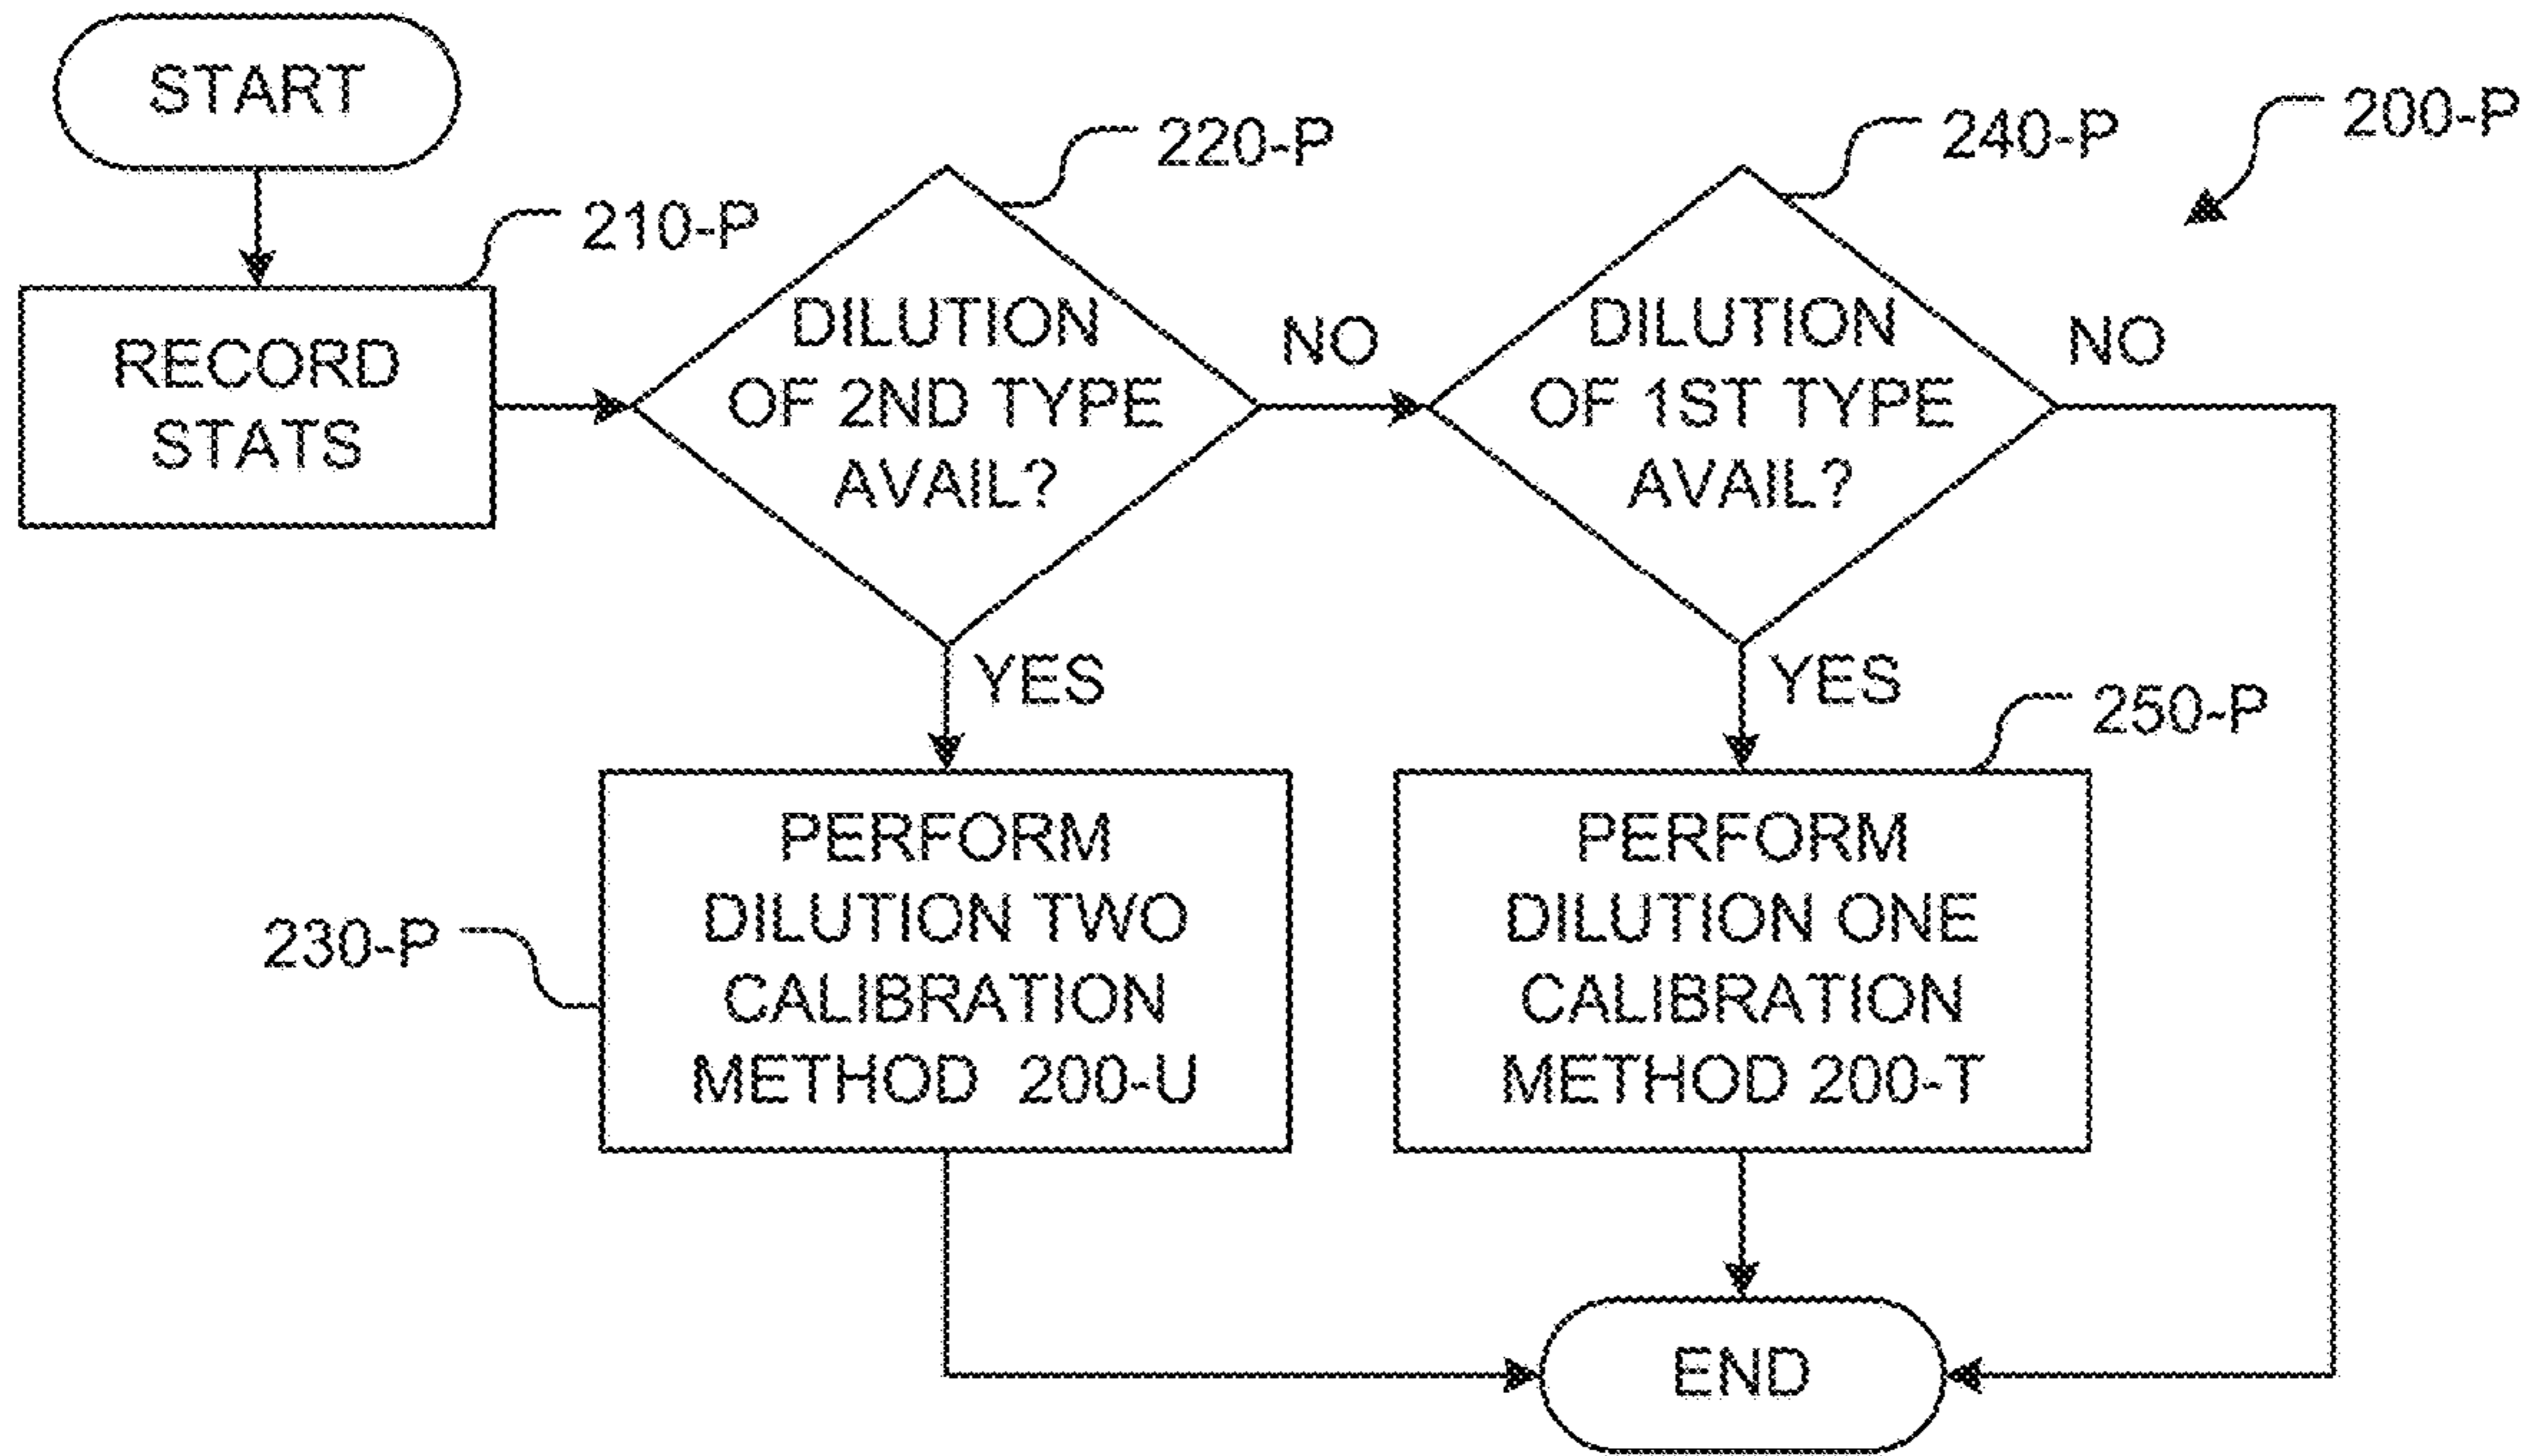 START
220-P
240-P
200-P
210-P
RECORD
STATS
DILUTION
OF 2ND TYPE
AVAIL?
NO
DILUTION
OF 1ST TYPE
AVAIL?
NO
YES
YES
250-P
230-P
PERFORM
DILUTION TWO
CALIBRATION
METHOD 200-U
PERFORM
DILUTION ONE
CALIBRATION
METHOD 200-T
END